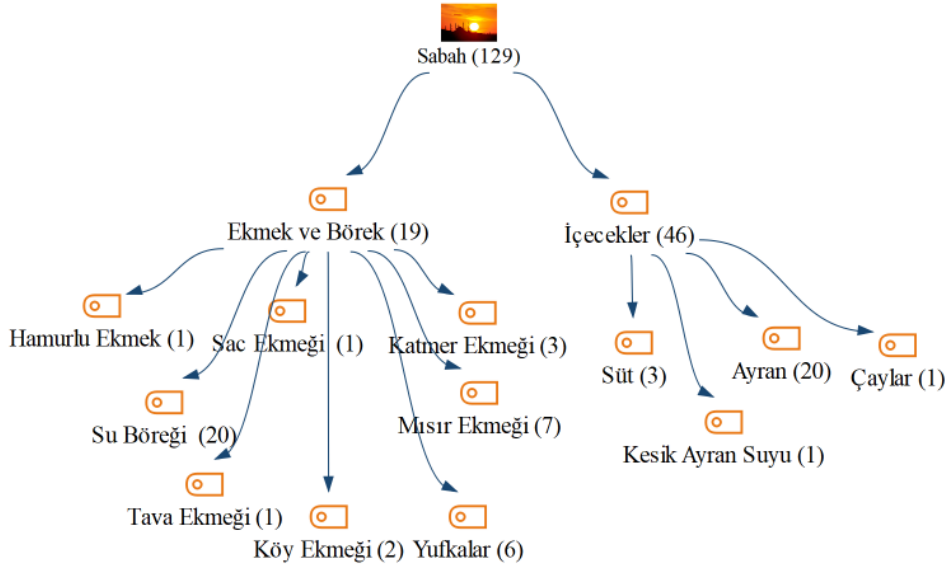 Sabah (129)
Ekmek ve Börek (19)
İçecekler (46)
Hamurlu Ekmek (1)
Sac Ekmeği (1)
Katmer Ekmeği (3)
Süt (3)
Ayran (20)
Çaylar (1)
Su Böreği (20)
Mısır Ekmeği (7)
Kesik Ayran Suyu (1)
Tava Ekmeği (1)
Köy Ekmeği (2)
Yufkalar (6)